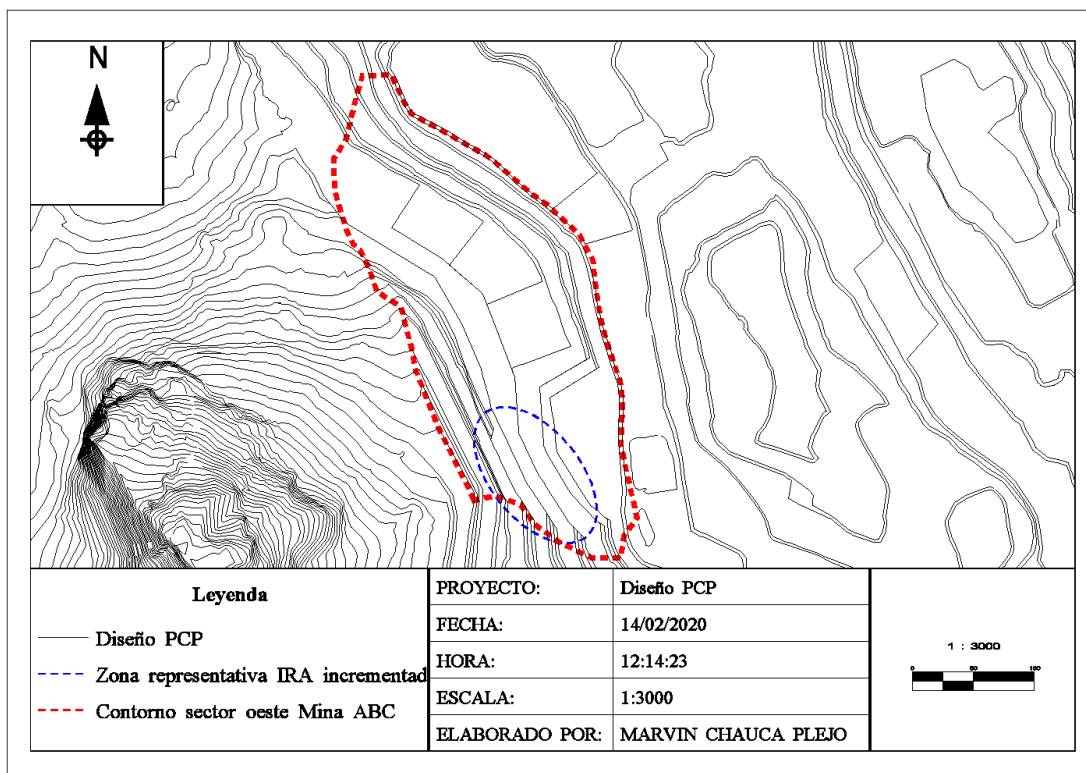 N
Leyenda
Diseño PCP
Zona representativa IRA incrementad
Contorno sector oeste Mina ABC
PROYECTO: Diseño PCP
FECHA: 14/02/2020
HORA: 12:14:23
ESCALA: 1:3000
ELABORADO POR: MARVIN CHAUCA PLEJO
1 : 3000
0 50 100